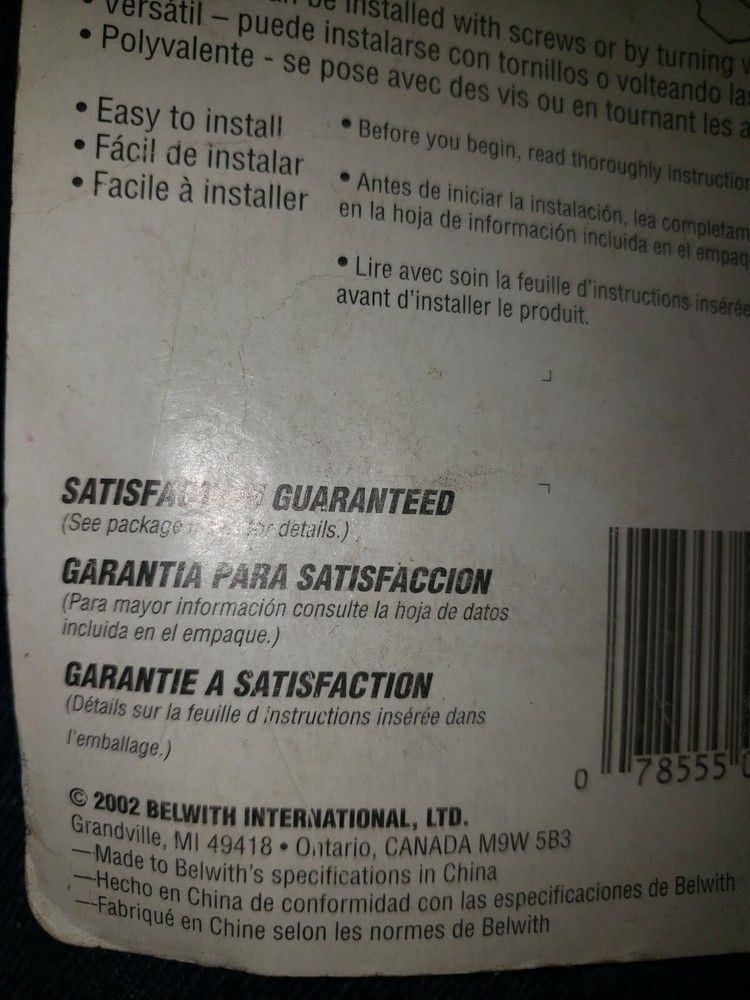 be installed with screws or by turning
Versátil – puede instalarse con tornillos o volteando
• Polyvalente - se pose avec des vis ou en tournant les
• Easy to install
• Fácil de instalar
• Facile à installer
• Before you begin, read thoroughly
• Antes de iniciar la instalación, lea
en la hoja de información incluida en el
• Lire avec soin la feuille d'instructions insérée
avant d'installer le produit.
SATISFACTION GUARANTEED
(See package for details.)
GARANTIA PARA SATISFACCION
(Para mayor información consulte la hoja de datos
incluida en el empaque.)
GARANTIE A SATISFACTION
(Détails sur la feuille d instructions insérée dans
l'emballage.)
0 78555
© 2002 BELWITH INTERNATIONAL, LTD.
Grandville, MI 49418 • Ontario, CANADA M9W 5B3
—Made to Belwith's specifications in China
—Hecho en China de conformidad con las especificaciones de Belwith
—Fabriqué en Chine selon les normes de Belwith